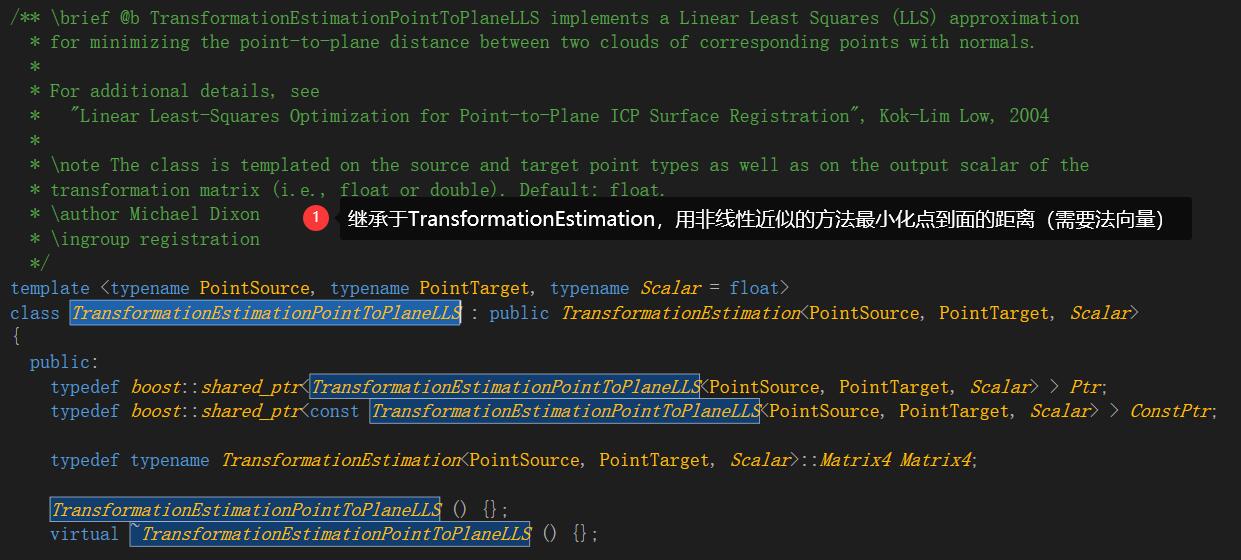 /** \brief @b TransformationEstimationPointToPlaneLLS implements a Linear Least Squares (LLS) approximation
* for minimizing the point-to-plane distance between two clouds of corresponding points with normals.
*
* For additional details, see
* "Linear Least-Squares Optimization for Point-to-Plane ICP Surface Registration", Kok-Lim Low, 2004
*
* \note The class is templated on the source and target point types as well as on the output scalar of the
* transformation matrix (i.e., float or double). Default: float.
* \author Michael Dixon
1 继承于TransformationEstimation，用非线性近似的方法最小化点到面的距离（需要法向量）
* \ingroup registration
*/
template <typename PointSource, typename PointTarget, typename Scalar = float>
class TransformationEstimationPointToPlaneLLS : public TransformationEstimation<PointSource, PointTarget, Scalar>
{
public:
typedef boost::shared_ptr<TransformationEstimationPointToPlaneLLS<PointSource, PointTarget, Scalar> > Ptr;
typedef boost::shared_ptr<const TransformationEstimationPointToPlaneLLS<PointSource, PointTarget, Scalar> > ConstPtr;
typedef typename TransformationEstimation<PointSource, PointTarget, Scalar>::Matrix4 Matrix4;
TransformationEstimationPointToPlaneLLS () {};
virtual ~TransformationEstimationPointToPlaneLLS () {};